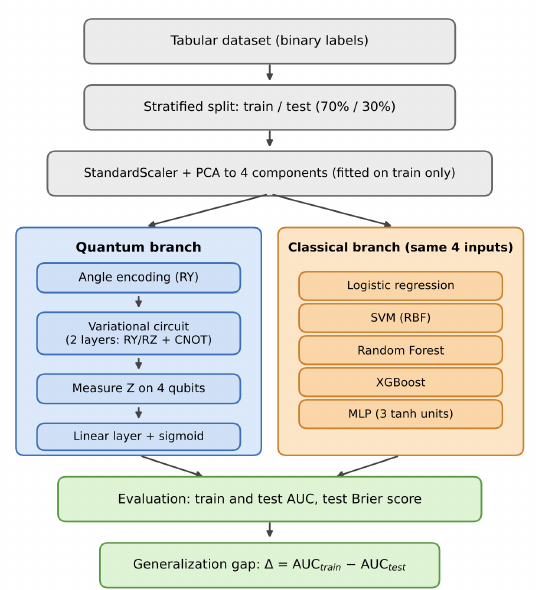 Tabular dataset (binary labels)
Stratified split: train / test (70% / 30%)
StandardScaler + PCA to 4 components (fitted on train only)
Quantum branch
Angle encoding (RY)
Variational circuit
(2 layers: RY/RZ + CNOT)
Measure Z on 4 qubits
Linear layer + sigmoid
Classical branch (same 4 inputs)
Logistic regression
SVM (RBF)
Random Forest
XGBoost
MLP (3 tanh units)
Evaluation: train and test AUC, test Brier score
Generalization gap: Δ = AUC_train − AUC_test